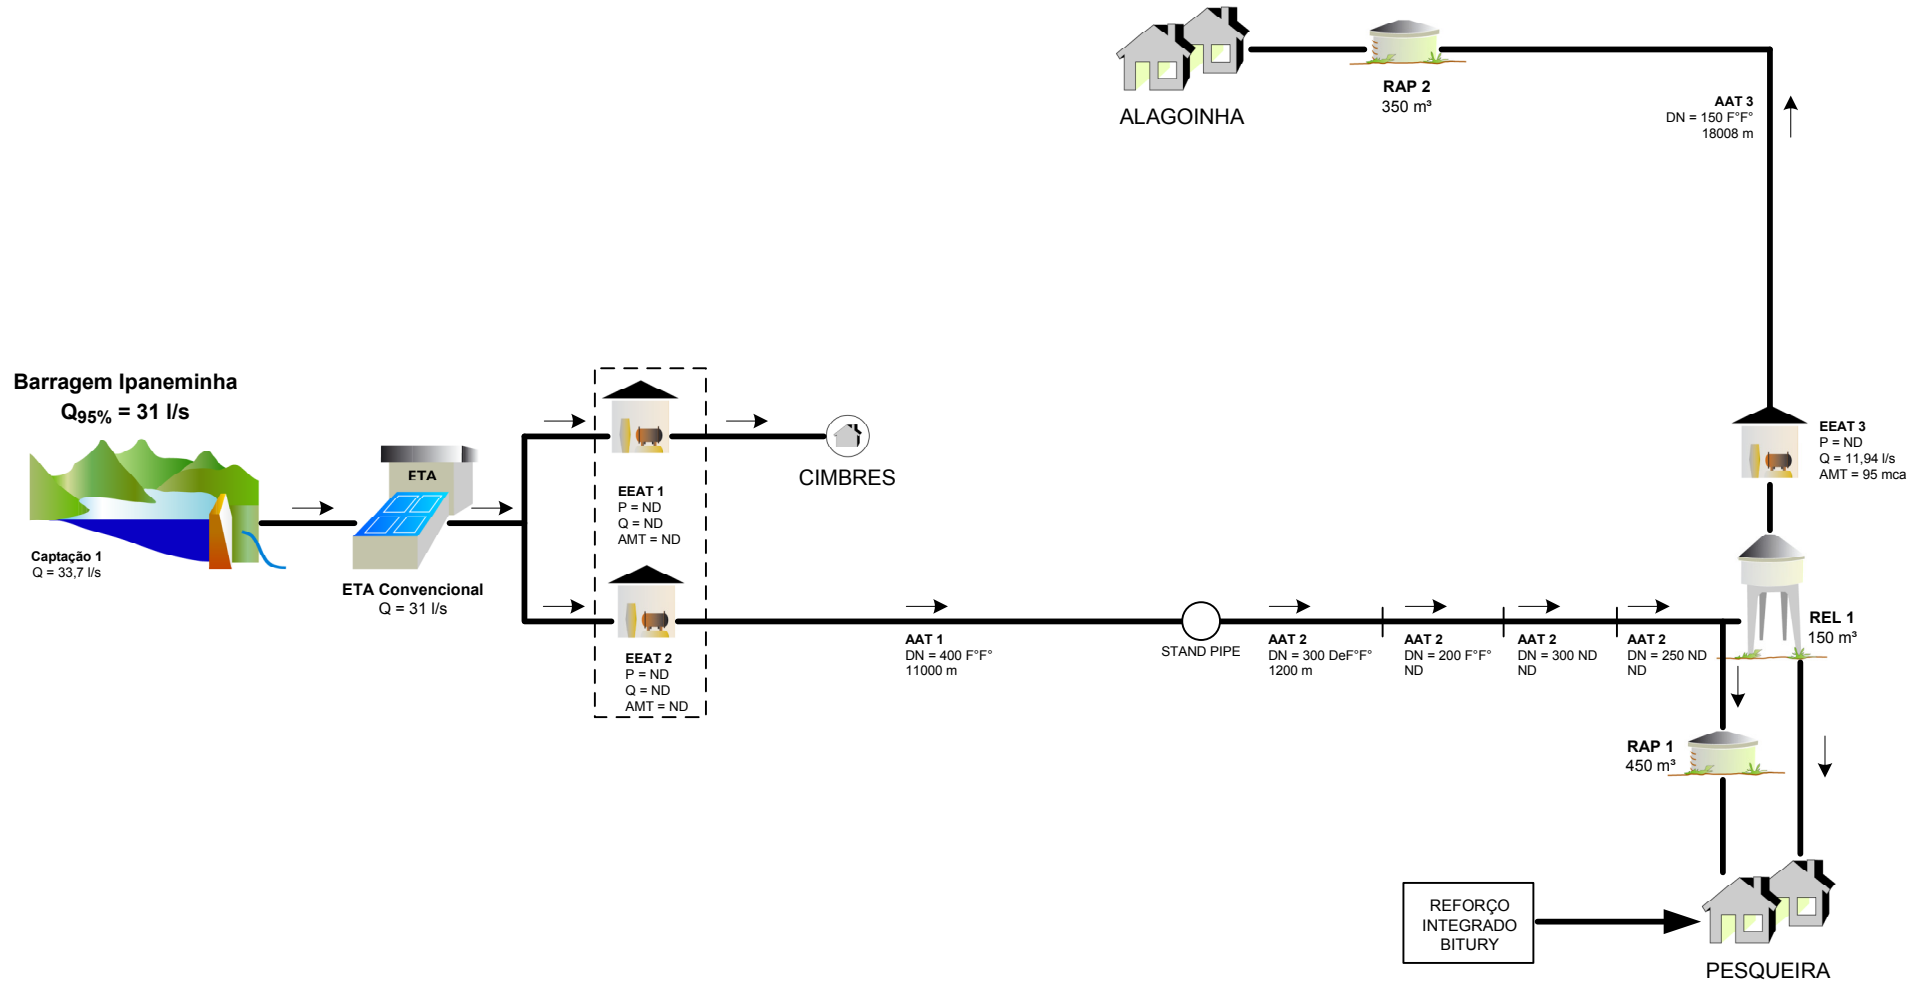 ALAGOINHA
RAP 2
350 m³
AAT 3
DN = 150 F°F°
18008 m
Barragem Ipaneminha
Q95% = 31 l/s
Captação 1
Q = 33,7 l/s
ETA
ETA Convencional
Q = 31 l/s
EEAT 1
P = ND
Q = ND
AMT = ND
CIMBRES
EEAT 2
P = ND
Q = ND
AMT = ND
AAT 1
DN = 400 F°F°
11000 m
STAND PIPE
AAT 2
DN = 300 DeF°F°
1200 m
AAT 2
DN = 200 F°F°
ND
AAT 2
DN = 300 ND
ND
AAT 2
DN = 250 ND
ND
EEAT 3
P = ND
Q = 11,94 l/s
AMT = 95 mca
REL 1
150 m³
RAP 1
450 m³
REFORÇO
INTEGRADO
BITURY
PESQUEIRA